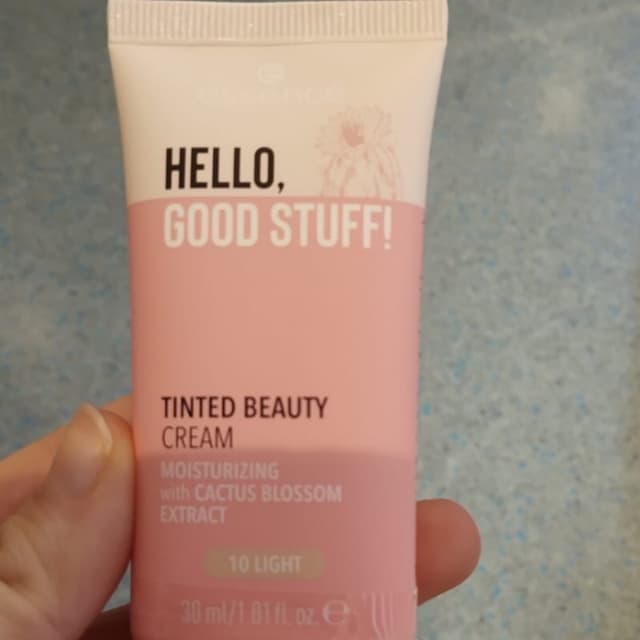 essence
HELLO,
GOOD STUFF!
TINTED BEAUTY
CREAM
MOISTURIZING
with CACTUS BLOSSOM
EXTRACT
10 LIGHT
30 ml/1.01 fl. oz. ℮